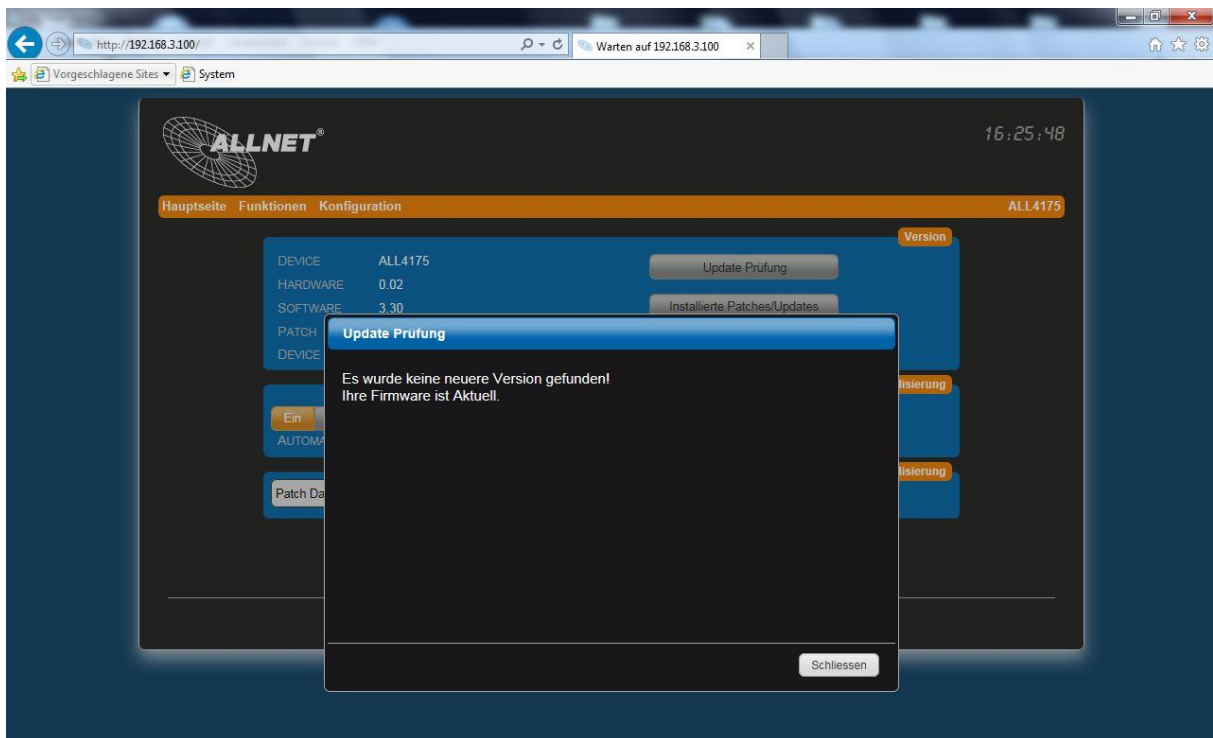 http://192.168.3.100/
Warten auf 192.168.3.100
Vorgeschlagene Sites
System
ALLNET®
16:25:48
Hauptseite Funktionen Konfiguration
ALL4175
Version
DEVICE ALL4175
Update Prüfung
HARDWARE 0.02
SOFTWARE 3.30
Installierte Patches/Updates
PATCH
DEVICE
Update Prüfung
Es wurde keine neuere Version gefunden!
Ihre Firmware ist Aktuell.
lisierung
Ein
AUTOMA
lisierung
Patch Da
Schliessen